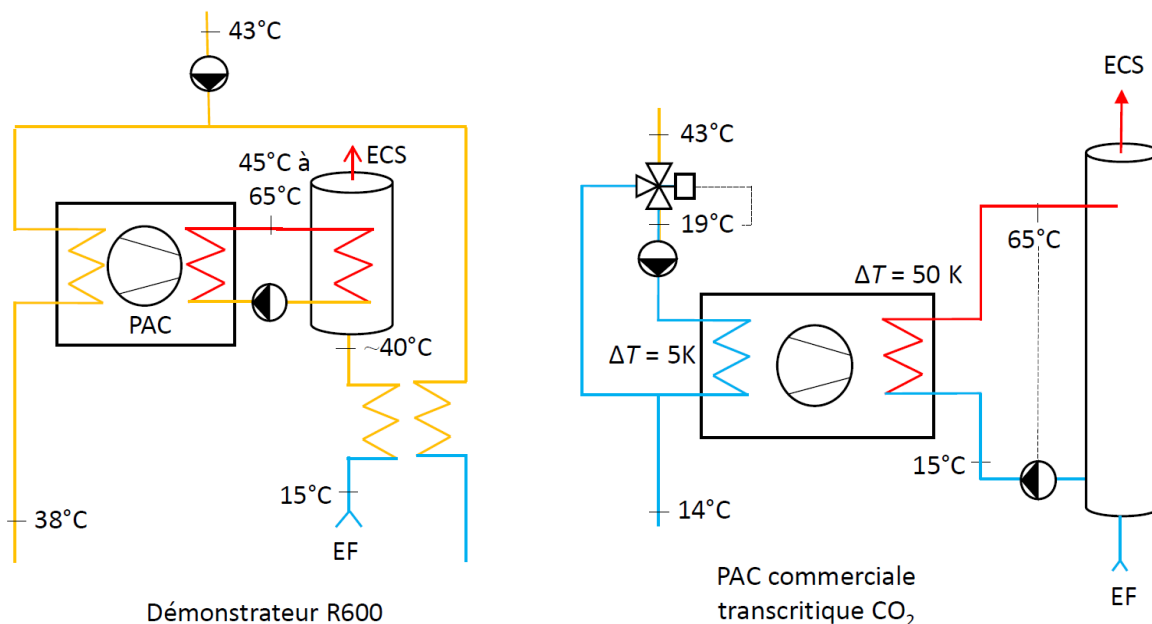 43°C
45°C à
65°C
ECS
PAC
~40°C
15°C
EF
38°C
Démonstrateur R600
ECS
43°C
19°C
65°C
ΔT = 50 K
ΔT = 5K
15°C
14°C
EF
PAC commerciale
transcritique CO₂